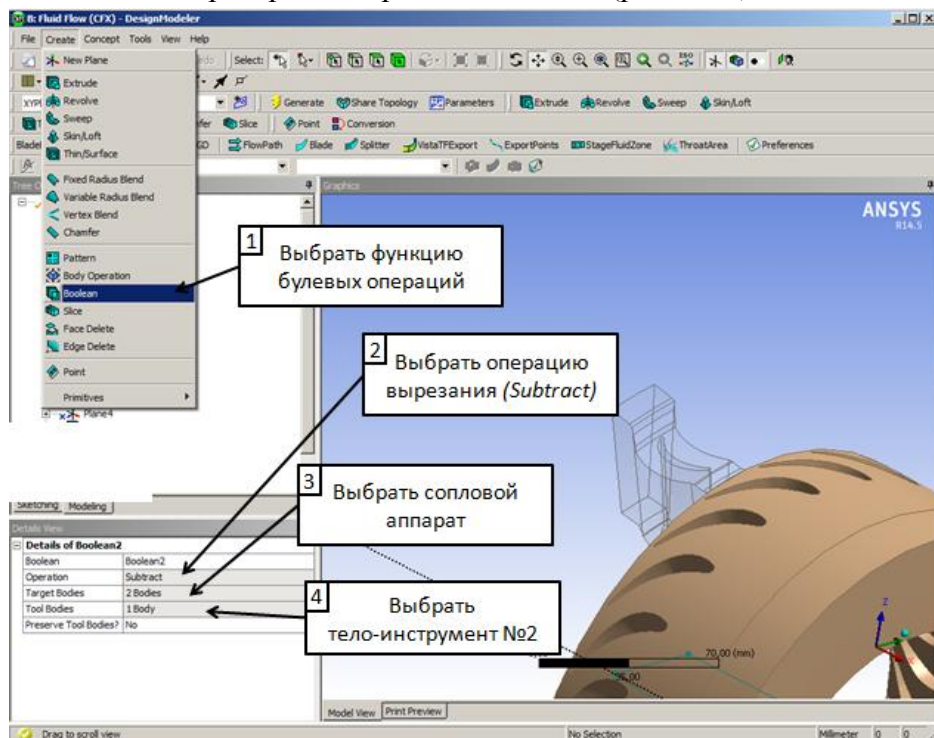 B: Fluid Flow (CFX) - DesignModeler
File Create Concept Tools View Help
New Plane
Select:
Extrude
Revolve
Generate Share Topology Parameters Extrude Revolve Sweep Skin/Loft
Sweep
Slice Point Conversion
Skin/Loft
FlowPath Blade Splitter VistaTFExport ExportPoints StageFluidZone ThroatArea Preferences
Thin/Surface
Fixed Radius Blend
Graphics
Variable Radius Blend
Vertex Blend
Chamfer
ANSYS
R14.5
Pattern
Body Operation
Boolean
Slice
Face Delete
Edge Delete
Point
Primitives
Plane4
1
Выбрать функцию
булевых операций
2
Выбрать операцию
вырезания (Subtract)
3
Выбрать сопловой
аппарат
4
Выбрать
тело-инструмент №2
Sketching Modeling
Details View
Details of Boolean2
Boolean Boolean2
Operation Subtract
Target Bodies 2 Bodies
Tool Bodies 1 Body
Preserve Tool Bodies? No
Z
X
70,00 (mm)
35,00
Model View Print Preview
Drag to scroll view No Selection Millimeter 0 0